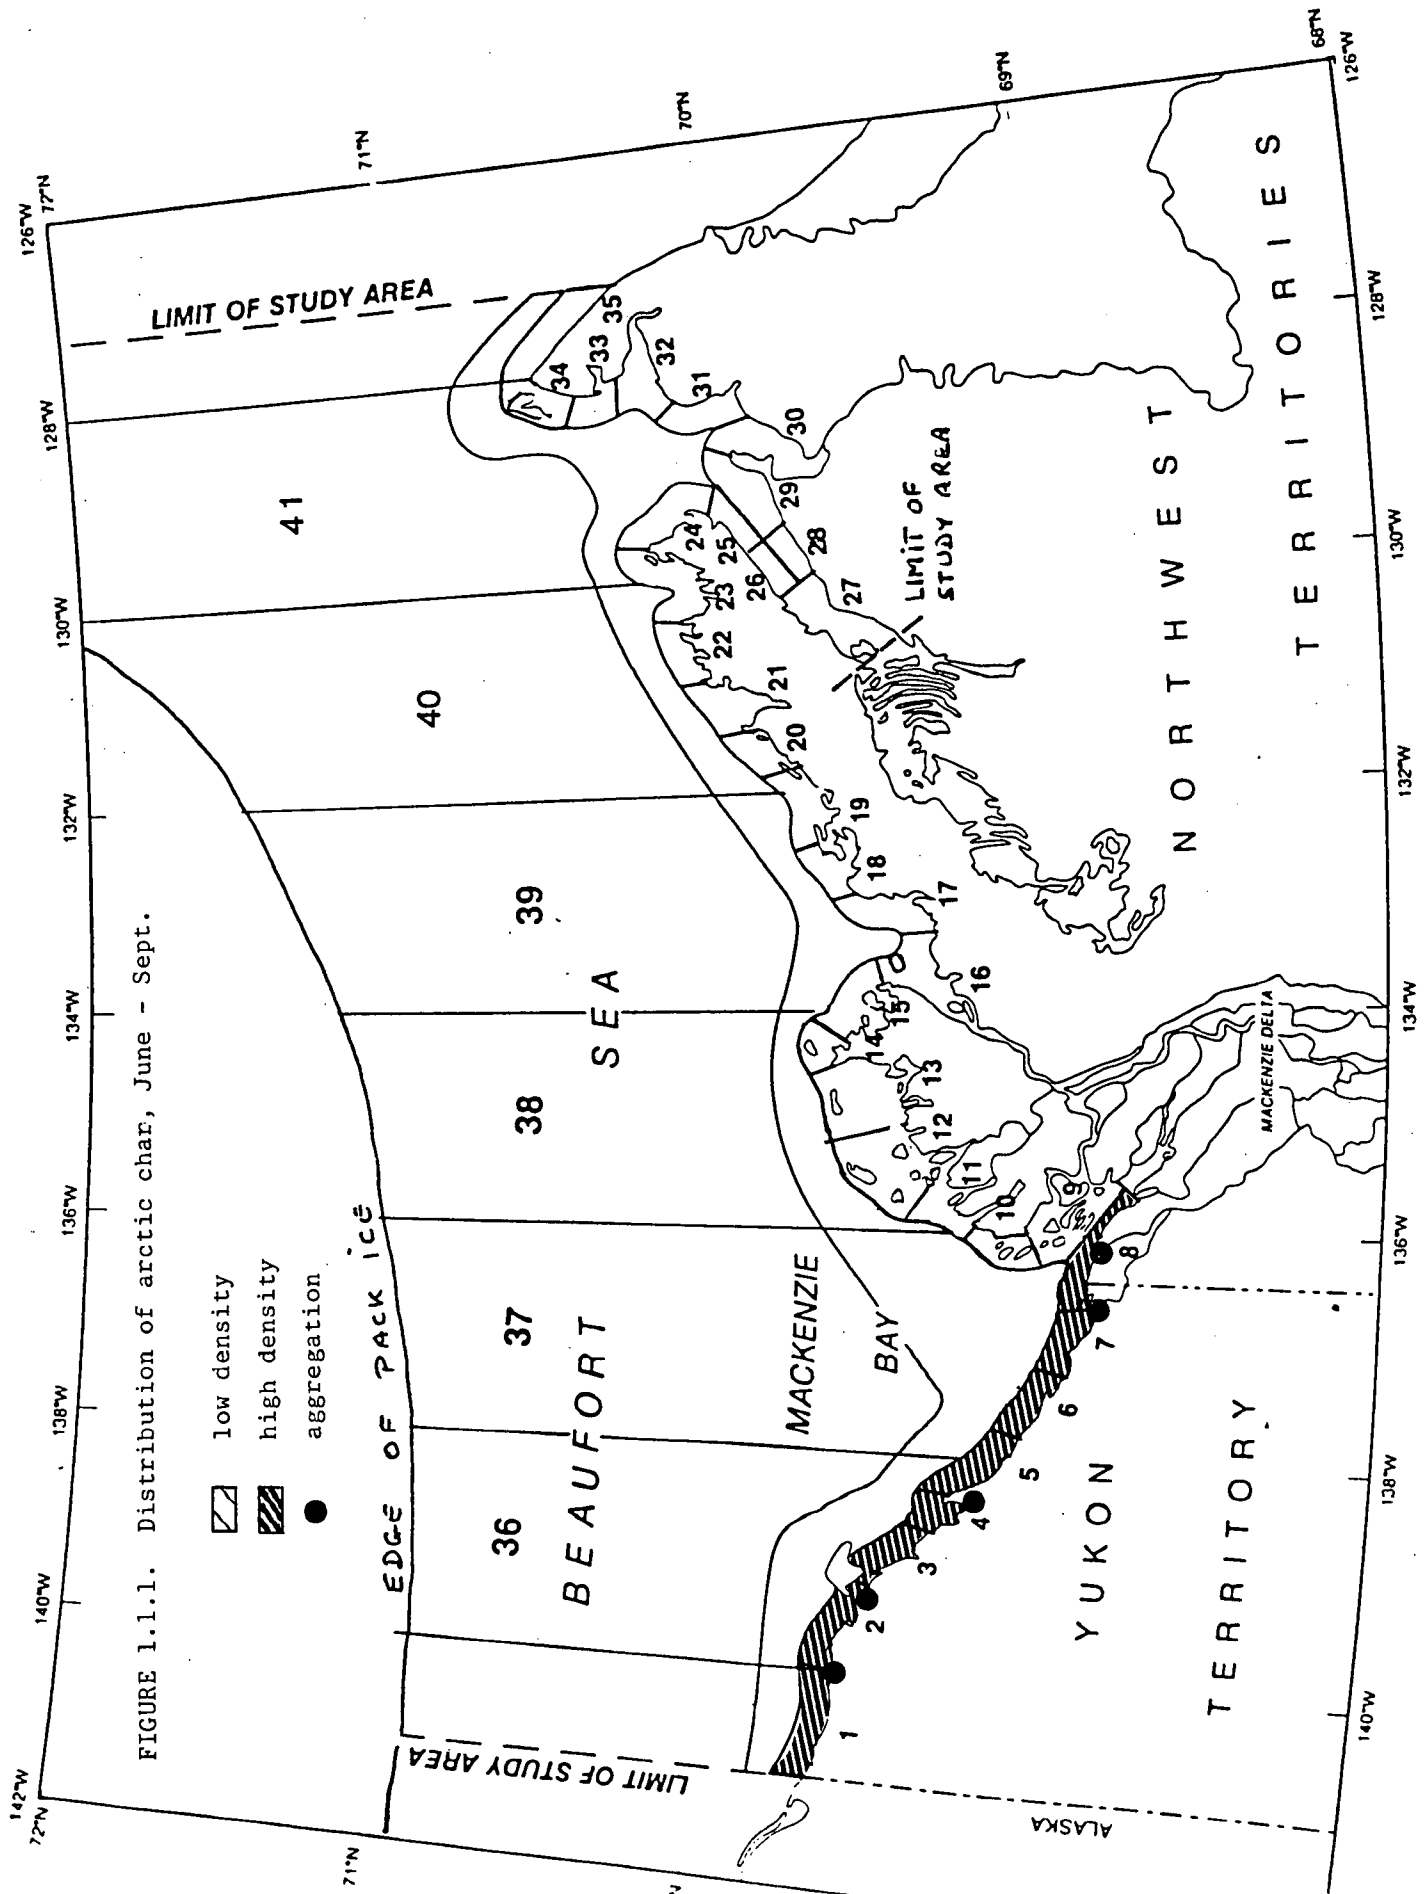 FIGURE 1.1.1. Distribution of arctic char, June - Sept.
low density
high density
aggregation
142°W
140°W
138°W
136°W
134°W
132°W
130°W
128°W
126°W
72°N
72°N
71°N
71°N
70°N
69°N
68°N
126°W
128°W
130°W
132°W
134°W
136°W
138°W
140°W
EDGE OF PACK ICE
LIMIT OF STUDY AREA
LIMIT OF STUDY AREA
LIMIT OF
STUDY AREA
BEAUFORT SEA
MACKENZIE
BAY
MACKENZIE DELTA
ALASKA
YUKON
TERRITORY
NORTHWEST
TERRITORIES
1
2
3
4
5
6
7
8
9
10
11
12
13
14
15
16
17
18
19
20
21
22
23
24
25
26
27
28
29
30
31
32
33
34
35
36
37
38
39
40
41